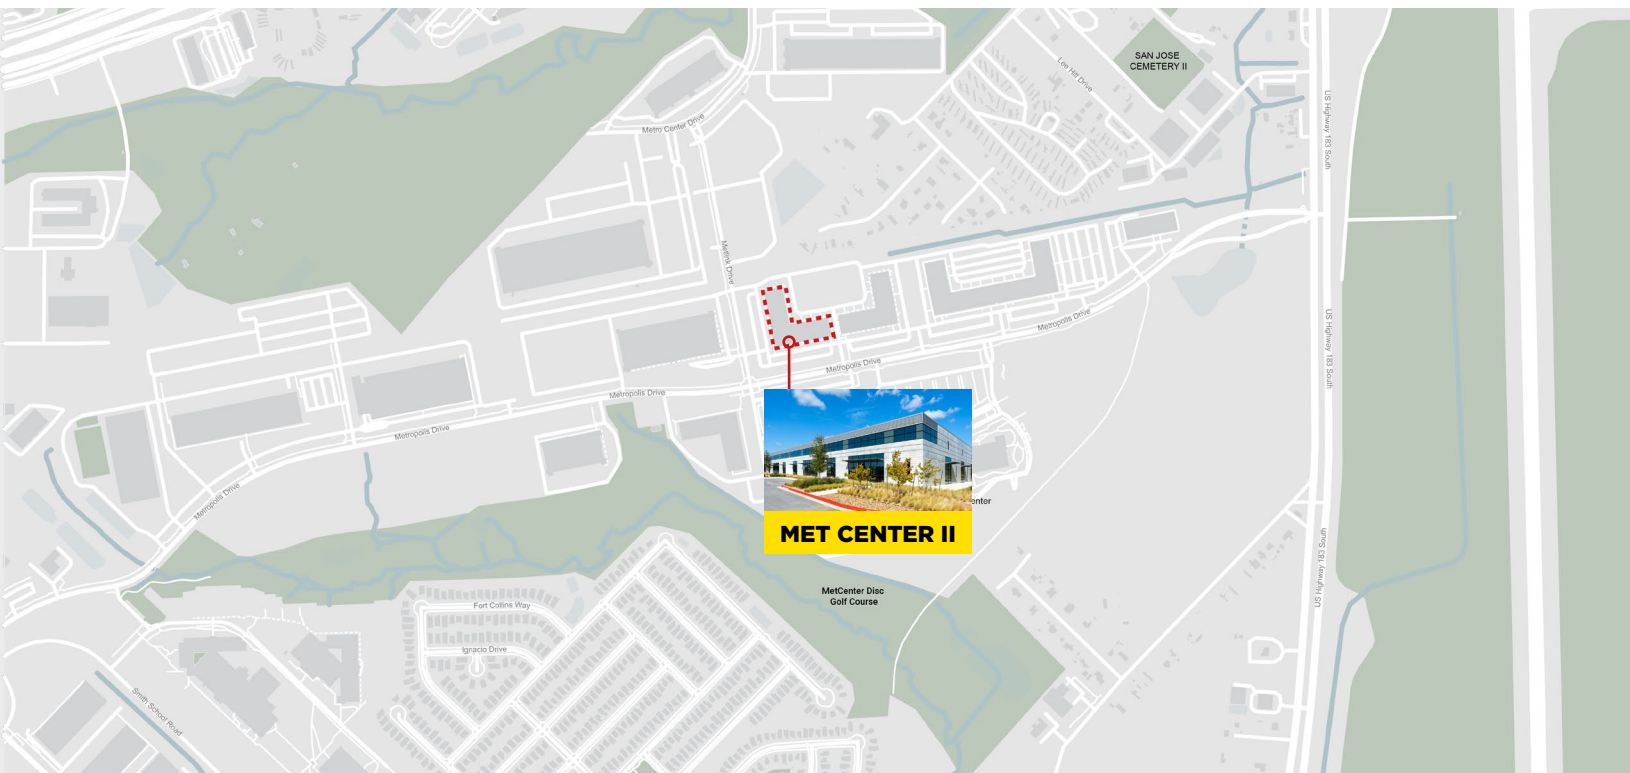 SAN JOSE
CEMETERY II
Lee Hill Drive
US Highway 183 South
Metro Center Drive
Metlink Drive
Metropolis Drive
US Highway 183 South
Metropolis Drive
Metropolis Drive
Metropolis Drive
Metropolis Drive
enter
MET CENTER II
US Highway 183 South
MetCenter Disc
Golf Course
Fort Collins Way
Ignacio Drive
Smith School Road